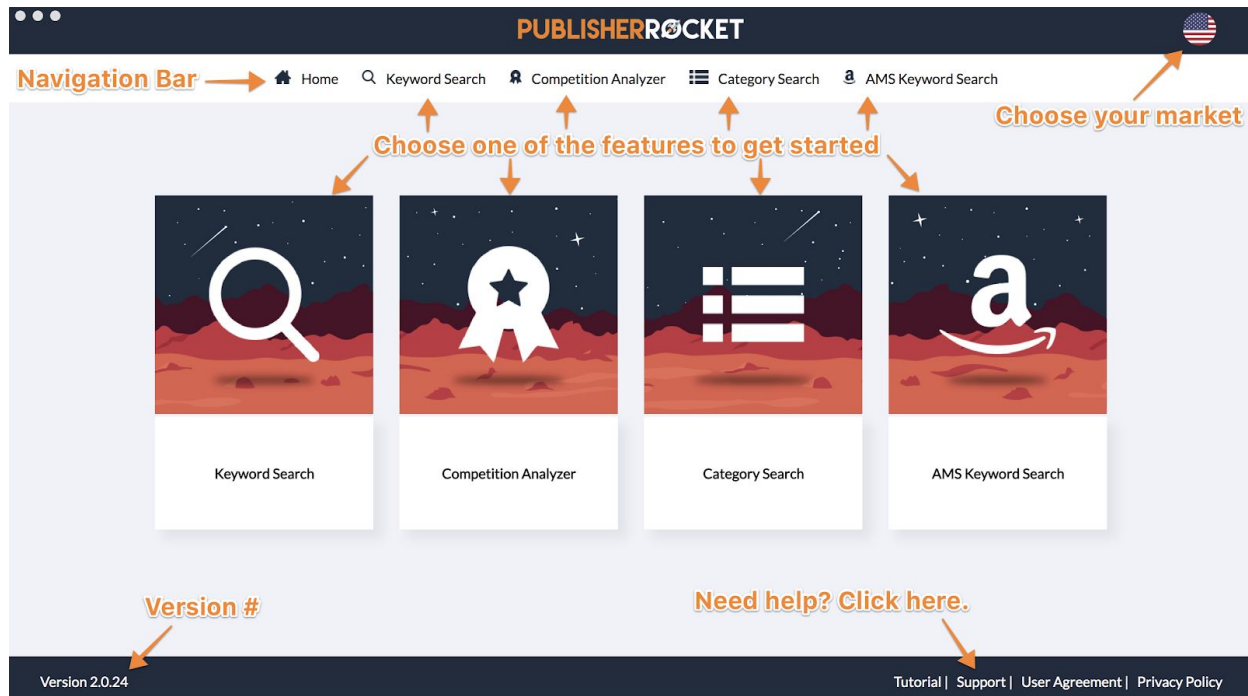 PUBLISHERROCKET
Navigation Bar
Home
Keyword Search
Competition Analyzer
Category Search
a AMS Keyword Search
Choose your market
Choose one of the features to get started
a
Keyword Search
Competition Analyzer
Category Search
AMS Keyword Search
Version #
Need help? Click here.
Version 2.0.24
Tutorial | Support | User Agreement | Privacy Policy